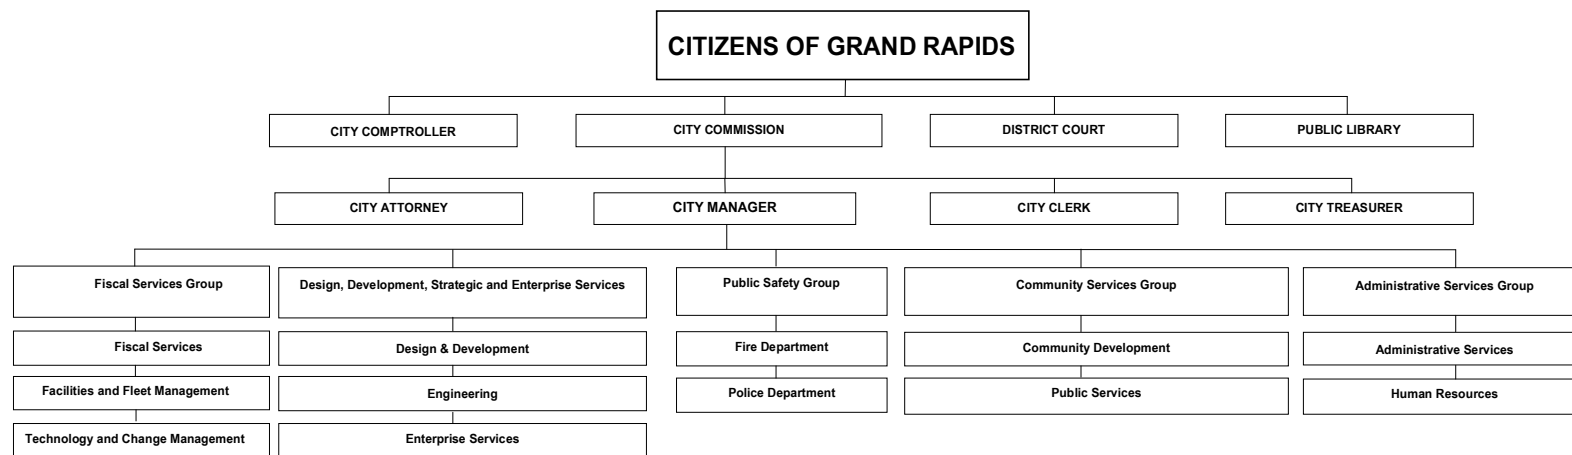 CITIZENS OF GRAND RAPIDS
CITY COMPTROLLER
CITY COMMISSION
DISTRICT COURT
PUBLIC LIBRARY
CITY ATTORNEY
CITY MANAGER
CITY CLERK
CITY TREASURER
Fiscal Services Group
Design, Development, Strategic and Enterprise Services
Public Safety Group
Community Services Group
Administrative Services Group
Fiscal Services
Design & Development
Fire Department
Community Development
Administrative Services
Facilities and Fleet Management
Engineering
Police Department
Public Services
Human Resources
Technology and Change Management
Enterprise Services